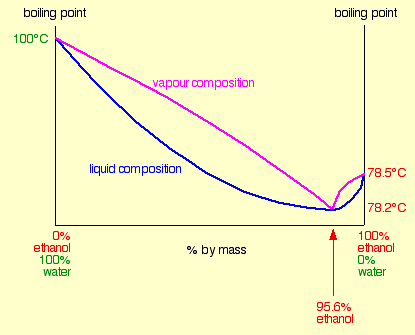 boiling point
boiling point
100°C
vapour composition
liquid composition
78.5°C
78.2°C
0%
ethanol
100%
water
% by mass
100%
ethanol
0%
water
95.6%
ethanol